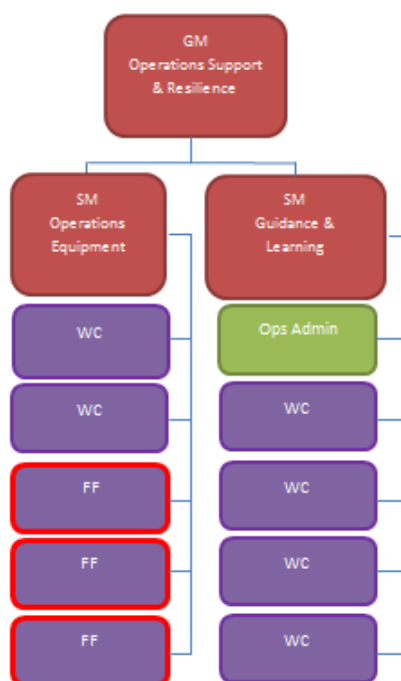 GM
Operations Support
& Resilience
SM
Operations
Equipment
WC
WC
FF
FF
FF
SM
Guidance &
Learning
Ops Admin
WC
WC
WC
WC